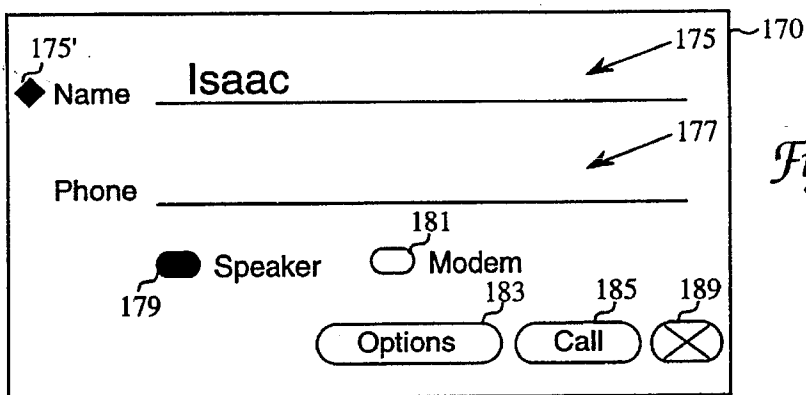 175'
175
170
Name Isaac
177
Phone
181
Speaker Modem
179
183 185 189
Options Call